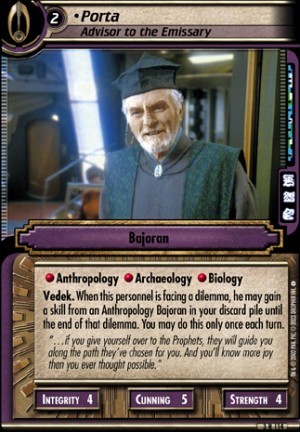 2
•Porta
Advisor to the Emissary
Bajoran
Anthropology Archaeology Biology
Vedek. When this personnel is facing a dilemma, he may gain
a skill from an Anthropology Bajoran in your discard pile until
the end of that dilemma. You may do this only once each turn.
“…if you give yourself over to the Prophets, they will guide you
along the path they’ve chosen for you. And you’ll know more joy
than you ever thought possible.”
INTEGRITY 4
CUNNING 5
STRENGTH 4